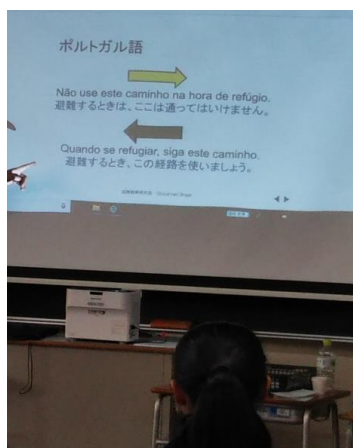 ポルトガル語
Não use este caminho na hora de refúgio.
避難するときは、ここは通ってはいけません。
Quando se refugiar, siga este caminho.
避難するとき、この経路を使いましょう。